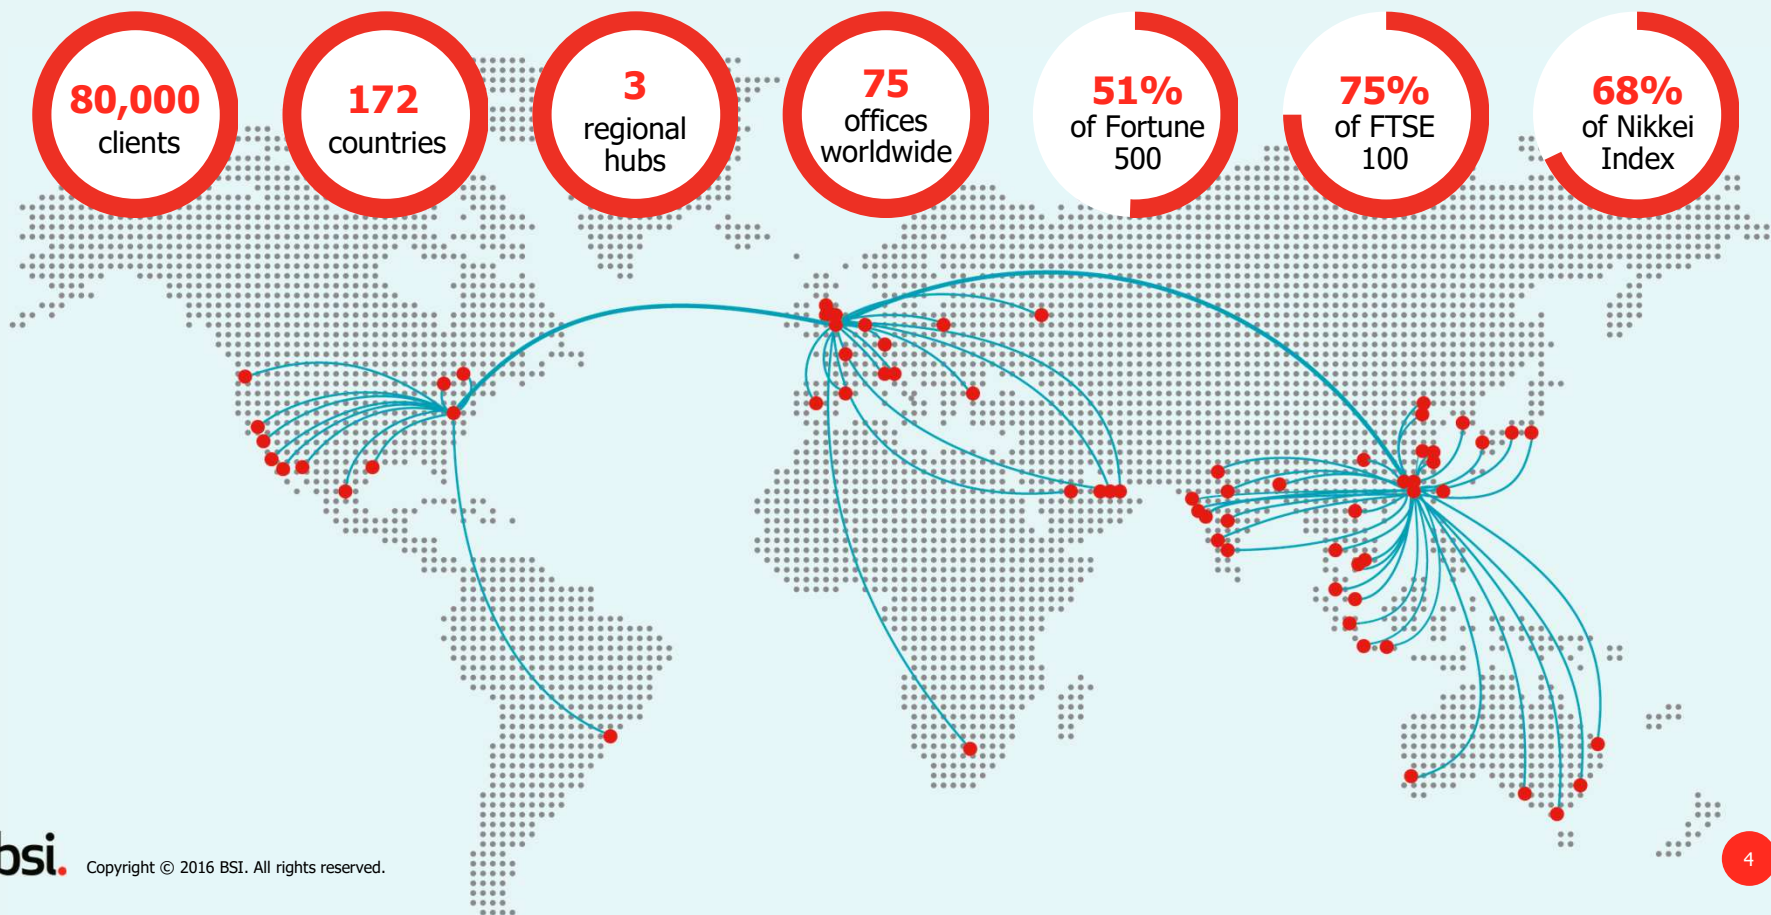 80,000
clients
172
countries
3
regional
hubs
75
offices
worldwide
51%
of Fortune
500
75%
of FTSE
100
68%
of Nikkei
Index
bsi.
Copyright © 2016 BSI. All rights reserved.
4